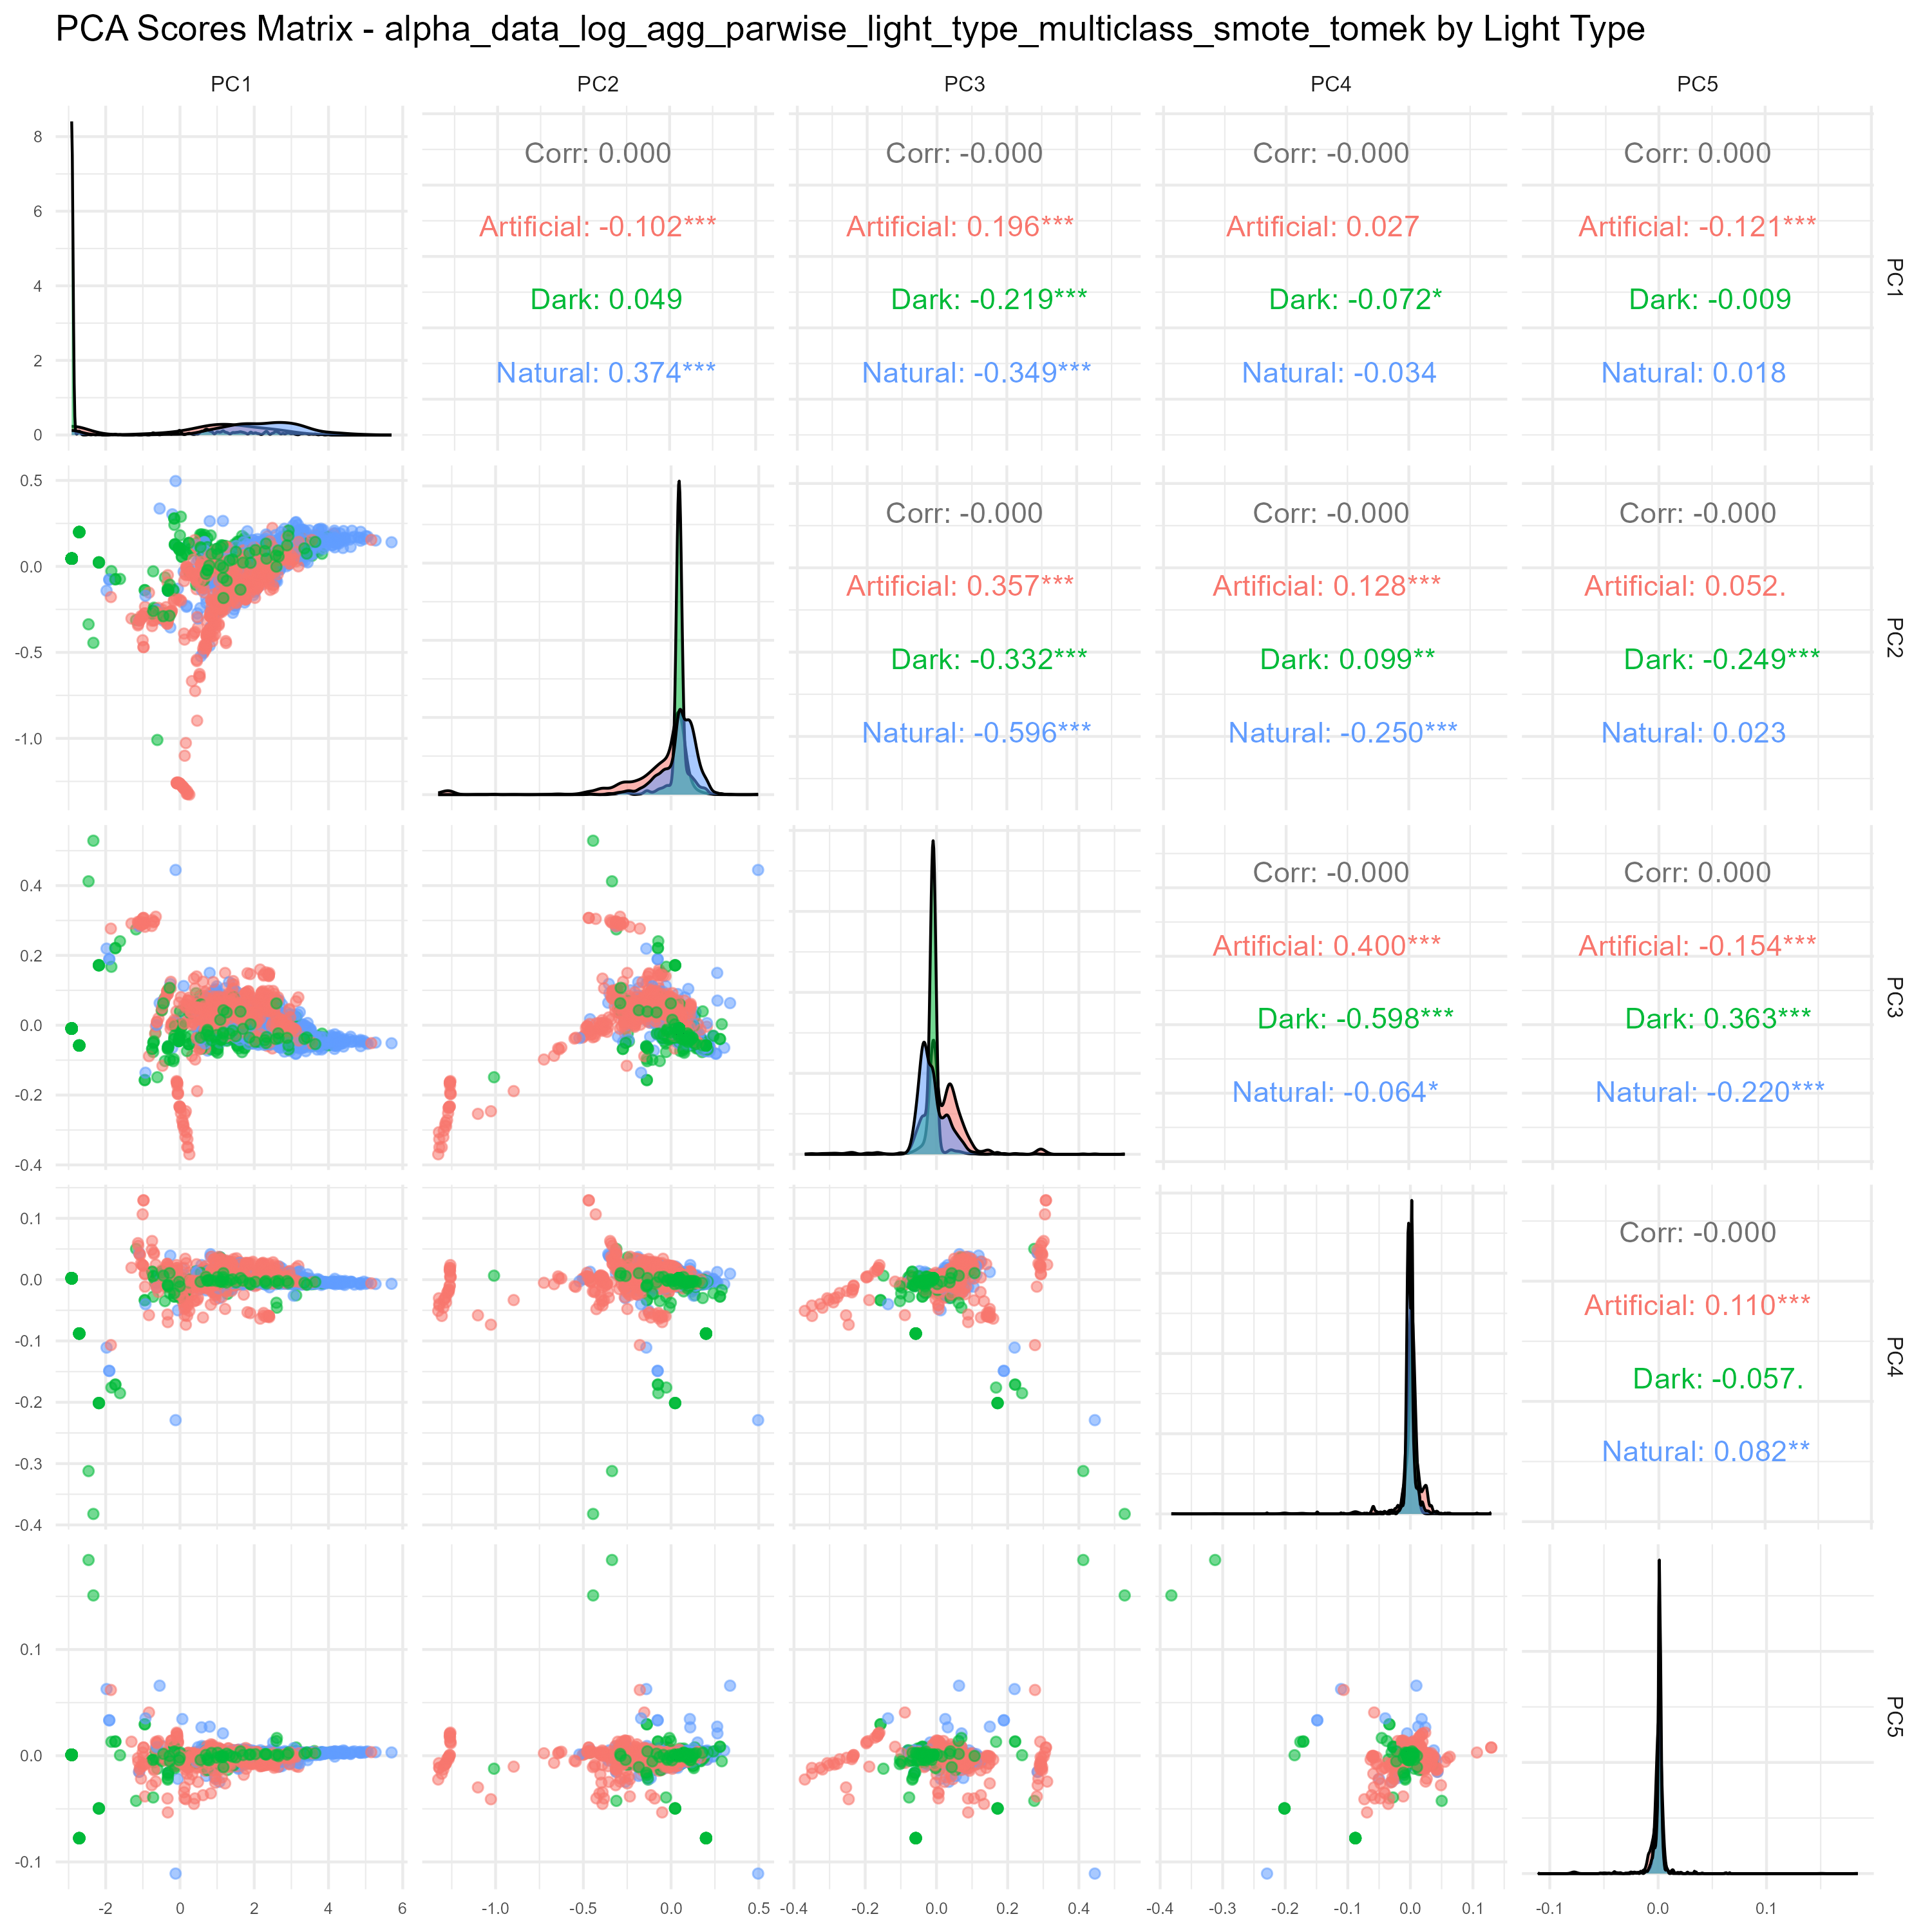 PCA Scores Matrix - alpha_data_log_agg_parwise_light_type_multiclass_smote_tomek by Light Type
PC1 PC2 PC3 PC4 PC5
8
6
4
2
0
Corr: 0.000
Artificial: -0.102***
Dark: 0.049
Natural: 0.374***
Corr: -0.000
Artificial: 0.196***
Dark: -0.219***
Natural: -0.349***
Corr: -0.000
Artificial: 0.027
Dark: -0.072*
Natural: -0.034
Corr: 0.000
Artificial: -0.121***
Dark: -0.009
Natural: 0.018
PC1
0.5
0.0
-0.5
-1.0
Corr: -0.000
Artificial: 0.357***
Dark: -0.332***
Natural: -0.596***
Corr: -0.000
Artificial: 0.128***
Dark: 0.099**
Natural: -0.250***
Corr: -0.000
Artificial: 0.052.
Dark: -0.249***
Natural: 0.023
PC2
0.4
0.2
0.0
-0.2
-0.4
Corr: -0.000
Artificial: 0.400***
Dark: -0.598***
Natural: -0.064*
Corr: 0.000
Artificial: -0.154***
Dark: 0.363***
Natural: -0.220***
PC3
0.1
0.0
-0.1
-0.2
-0.3
-0.4
Corr: -0.000
Artificial: 0.110***
Dark: -0.057.
Natural: 0.082**
PC4
0.1
0.0
-0.1
PC5
-2 0 2 4 6
-1.0 -0.5 0.0 0.5
-0.4 -0.2 0.0 0.2 0.4
-0.4 -0.3 -0.2 -0.1 0.0 0.1
-0.1 0.0 0.1